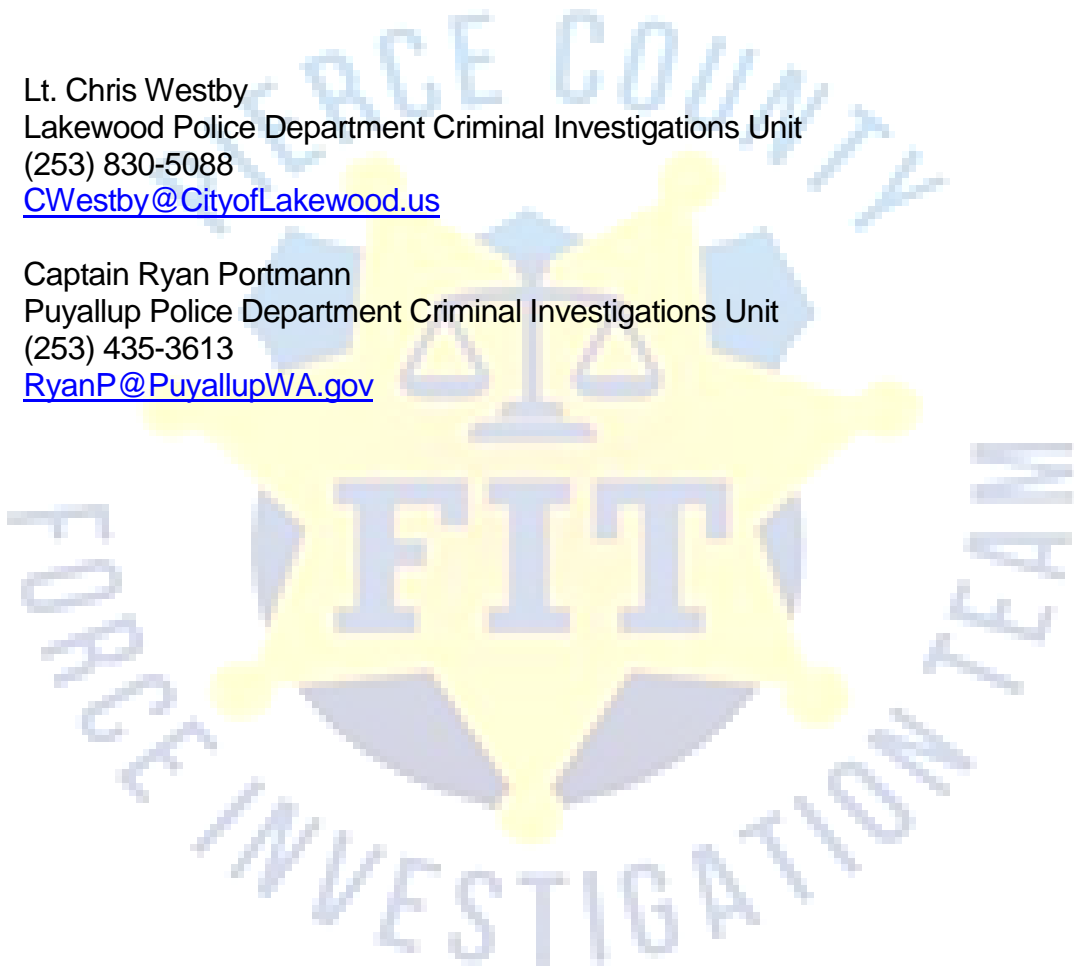 Lt. Chris Westby
Lakewood Police Department Criminal Investigations Unit
(253) 830-5088
CWestby@CityofLakewood.us
Captain Ryan Portmann
Puyallup Police Department Criminal Investigations Unit
(253) 435-3613
RyanP@PuyallupWA.gov
PIERCE COUNTY
FIT
FORCE INVESTIGATION TEAM